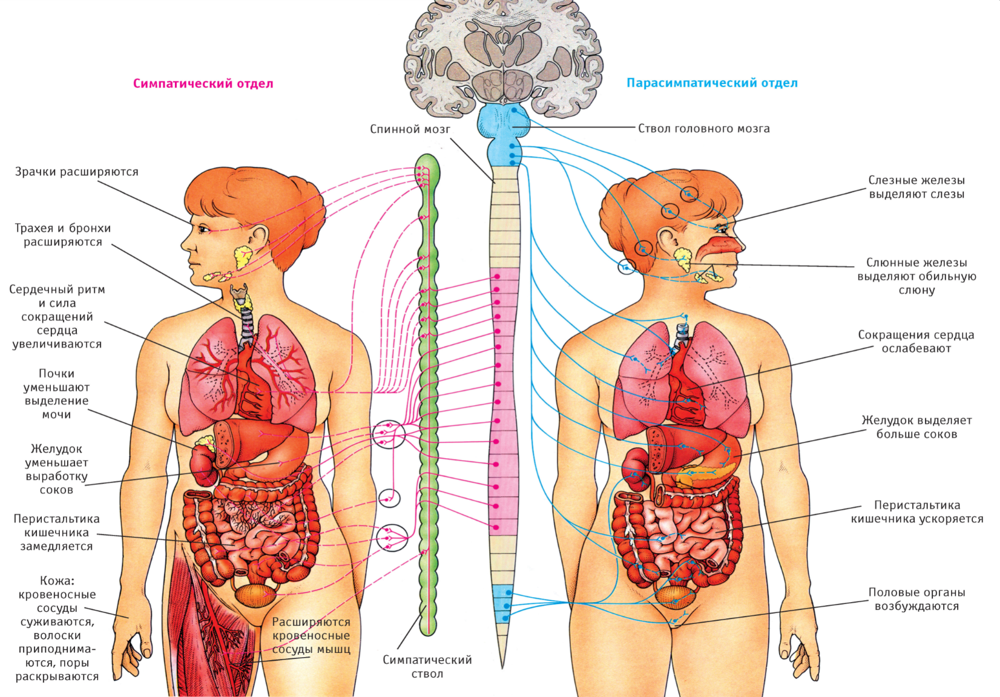 Симпатический отдел
Парасимпатический отдел
Спинной мозг
Ствол головного мозга
Зрачки расширяются
Трахея и бронхи
расширяются
Сердечный ритм
и сила
сокращений
сердца
увеличиваются
Почки
уменьшают
выделение
мочи
Желудок
уменьшает
выработку
соков
Перистальтика
кишечника
замедляется
Кожа:
кровеносные
сосуды
суживаются,
волоски
приподнима-
ются, поры
раскрываются
Расширяются
кровеносные
сосуды мышц
Симпатический
ствол
Слезные железы
выделяют слезы
Слюнные железы
выделяют обильную
слюну
Сокращения сердца
ослабевают
Желудок выделяет
больше соков
Перистальтика
кишечника ускоряется
Половые органы
возбуждаются